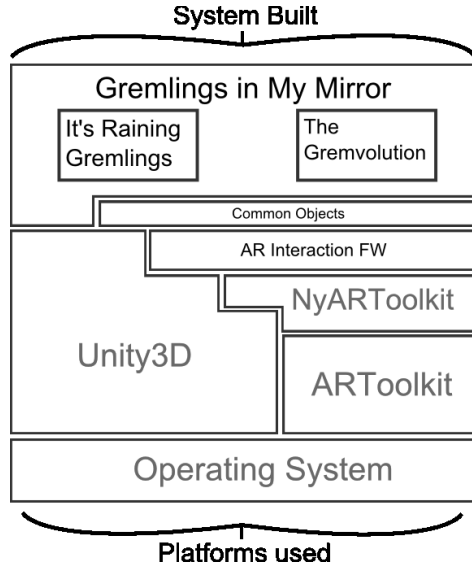 System Built
Gremlings in My Mirror
It's Raining
Gremlings
The
Gremvolution
Common Objects
AR Interaction FW
NyARToolkit
Unity3D
ARToolkit
Operating System
Platforms used